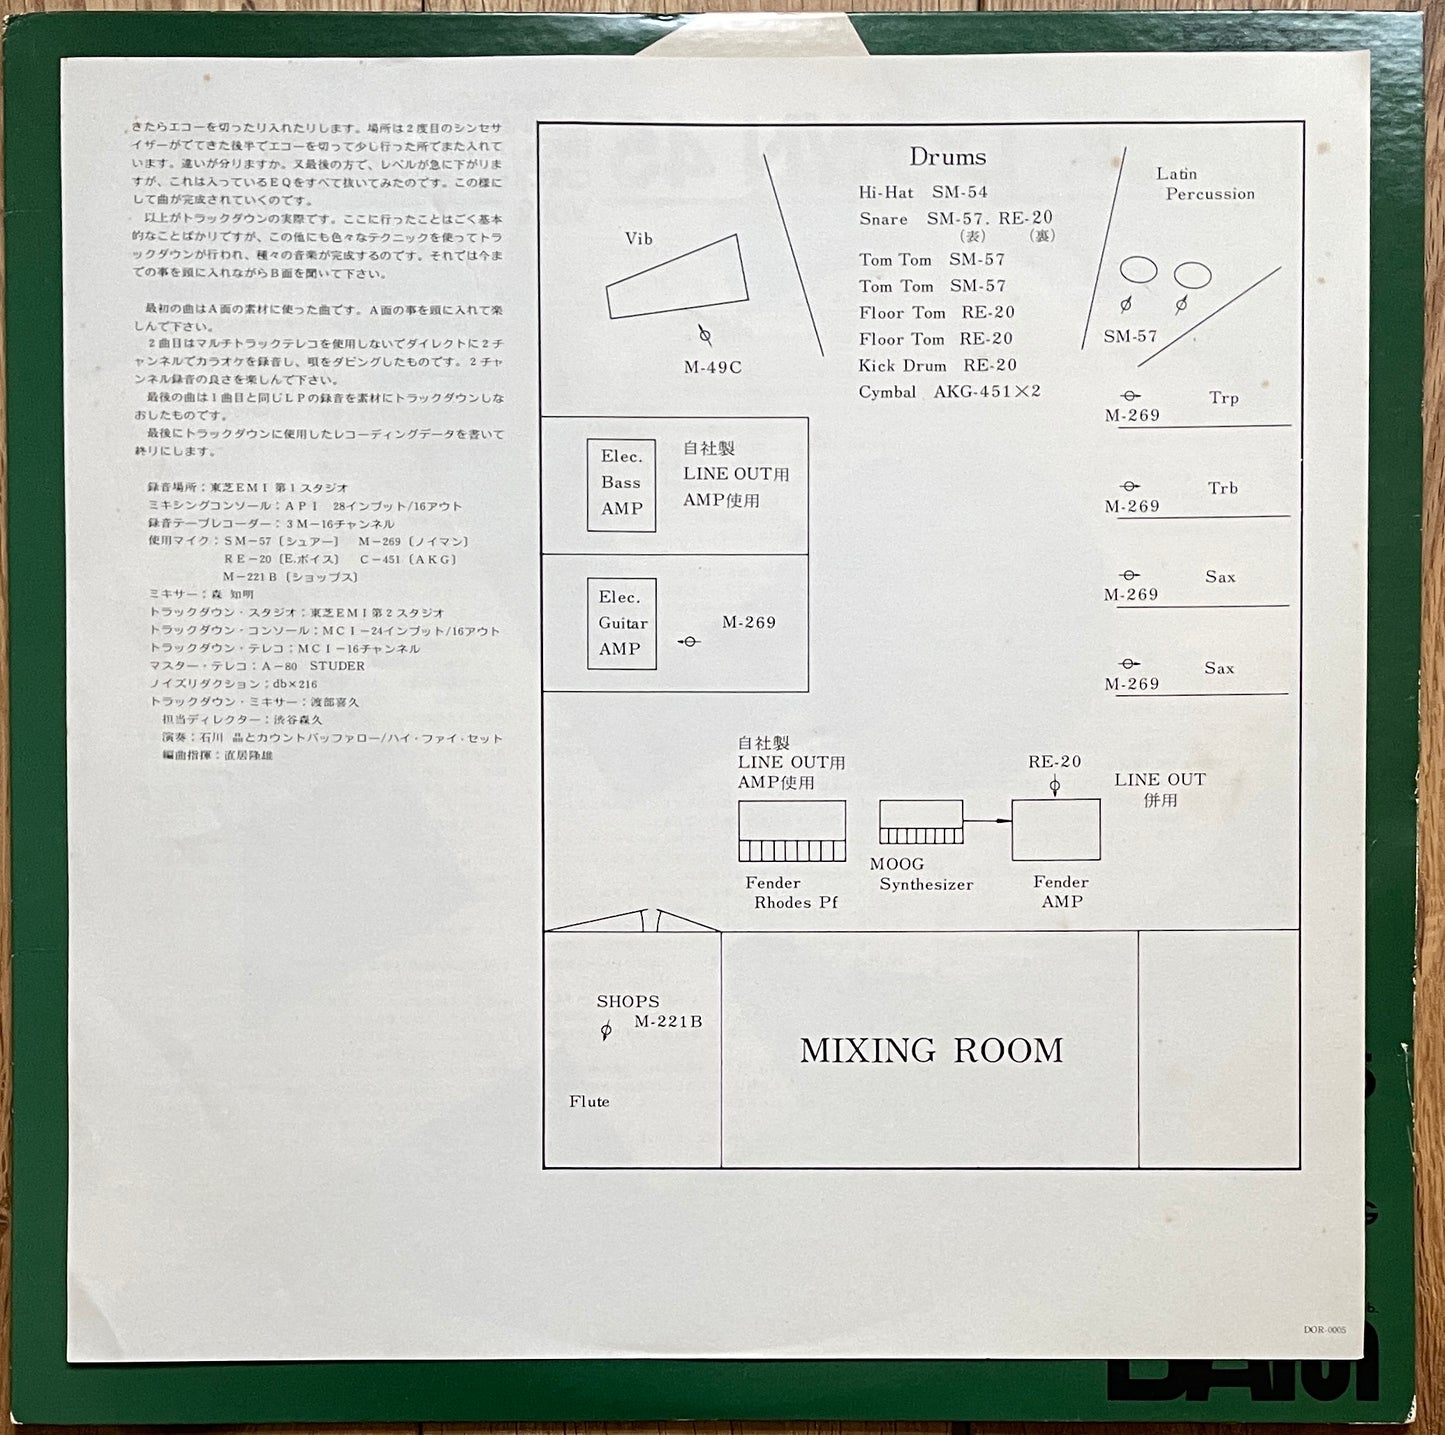 きたらエコーを切ったり入れたりします。場所は2度目のシンセサ
イザーがでてきた後半でエコーを切って少し行った所でまた入れて
います。違いが分りますか。又最後の方で、レベルが急に下がりま
すが、これは入っているEQをすべて抜いてみたのです。この様に
して曲が完成されていくのです。
以上がトラックダウンの実際です。ここに行ったことはごく基本
的なことばかりですが、この他にも色々なテクニックを使ってトラ
ックダウンが行われ、種々の音楽が完成するのです。それでは今ま
での事を頭に入れながらB面を聞いて下さい。
最初の曲はA面の素材に使った曲です。A面の事を頭に入れて楽
しんで下さい。
2曲目はマルチトラックテレコを使用しないでダイレクトに2チ
ャンネルでカラオケを録音し、唄をダビングしたものです。2チャ
ンネル録音の良さを楽しんで下さい。
最後の曲は1曲目と同じLPの録音を素材にトラックダウンしな
おしたものです。
最後にトラックダウンに使用したレコーディングデータを書いて
終りにします。
録音場所:東芝EMI 第1スタジオ
ミキシングコンソール:API 28インプット/16アウト
録音テープレコーダー:3M-16チャンネル
使用マイク:SM-57〔シュアー〕 M-269〔ノイマン〕
RE-20〔E.ボイス〕 C-451〔AKG〕
M-221B〔ショップス〕
ミキサー:森 知明
トラックダウン・スタジオ:東芝EMI第2スタジオ
トラックダウン・コンソール:MCI-24インプット/16アウト
トラックダウン・テレコ:MCI-16チャンネル
マスター・テレコ:A-80 STUDER
ノイズリダクション:db×216
トラックダウン・ミキサー:渡部喜久
担当ディレクター:渋谷森久
演奏:石川 晶とカウントバッファロー/ハイ・ファイ・セット
編曲指揮:直居隆雄
Drums
Hi-Hat SM-54
Snare SM-57. RE-20
(表) (裏)
Tom Tom SM-57
Tom Tom SM-57
Floor Tom RE-20
Floor Tom RE-20
Kick Drum RE-20
Cymbal AKG-451×2
Latin
Percussion
SM-57
Vib
M-49C
M-269 Trp
M-269 Trb
M-269 Sax
M-269 Sax
Elec.
Bass
AMP
自社製
LINE OUT用
AMP使用
Elec.
Guitar
AMP
M-269
自社製
LINE OUT用
AMP使用
Fender
Rhodes Pf
MOOG
Synthesizer
RE-20
LINE OUT
併用
Fender
AMP
SHOPS
M-221B
Flute
MIXING ROOM
DOR-0005